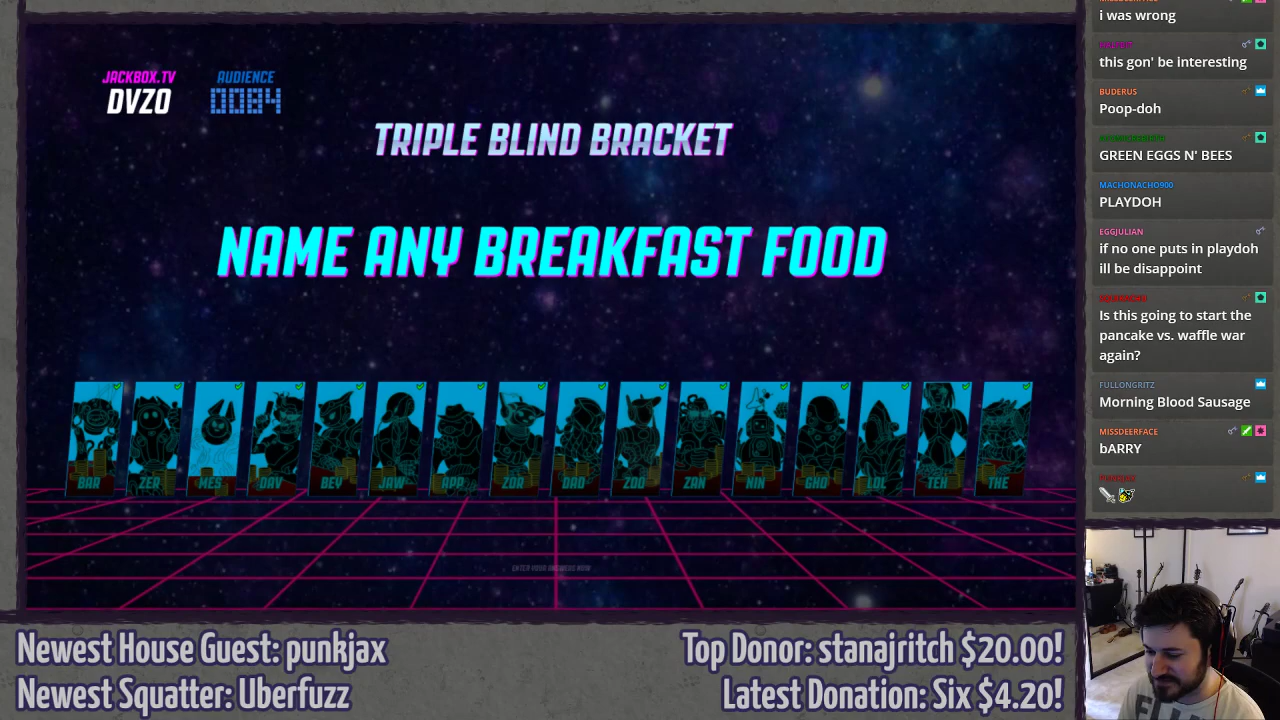 JACKBOX.TV
DVZO
AUDIENCE
0084
TRIPLE BLIND BRACKET
NAME ANY BREAKFAST FOOD
BAR
ZER
MES
DAV
BEV
JAW
APP
ZOR
DAD
ZOO
ZAN
NIN
GHO
LOL
TEH
THE
ENTER YOUR ANSWERS NOW
i was wrong
this gon' be interesting
BUDERUS
Poop-doh
GREEN EGGS N' BEES
MACHONACHO900
PLAYDOH
EGGJULIAN
if no one puts in playdoh
ill be disappoint
Is this going to start the
pancake vs. waffle war
again?
FULLONGRITZ
Morning Blood Sausage
MISSDEERFACE
bARRY
Newest House Guest: punkjax
Newest Squatter: Uberfuzz
Top Donor: stanajritch $20.00!
Latest Donation: Six $4.20!